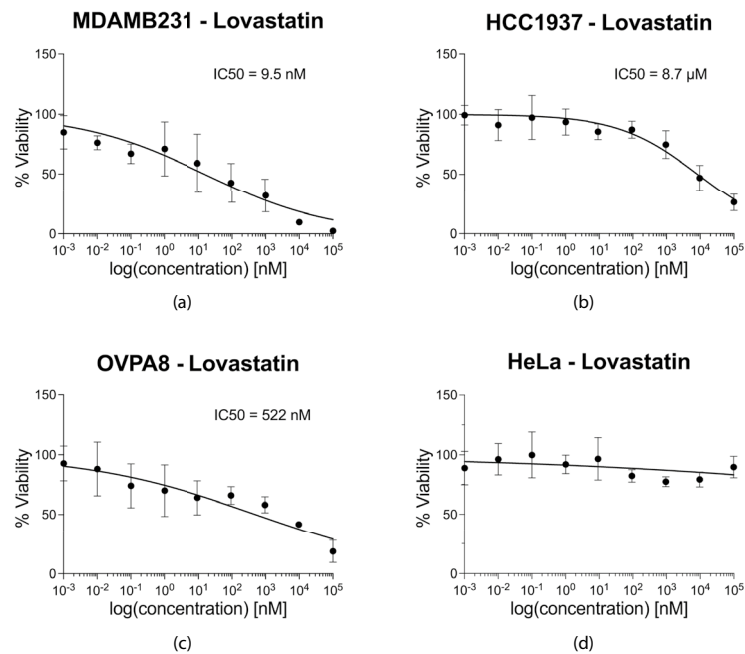 MDAMB231 - Lovastatin
IC50 = 9.5 nM
% Viability
150
100
50
0
10⁻³ 10⁻² 10⁻¹ 10⁰ 10¹ 10² 10³ 10⁴ 10⁵
log(concentration) [nM]
(a)
HCC1937 - Lovastatin
IC50 = 8.7 µM
% Viability
150
100
50
0
10⁻³ 10⁻² 10⁻¹ 10⁰ 10¹ 10² 10³ 10⁴ 10⁵
log(concentration) [nM]
(b)
OVPA8 - Lovastatin
IC50 = 522 nM
% Viability
150
100
50
0
10⁻³ 10⁻² 10⁻¹ 10⁰ 10¹ 10² 10³ 10⁴ 10⁵
log(concentration) [nM]
(c)
HeLa - Lovastatin
% Viability
150
100
50
0
10⁻³ 10⁻² 10⁻¹ 10⁰ 10¹ 10² 10³ 10⁴ 10⁵
log(concentration) [nM]
(d)